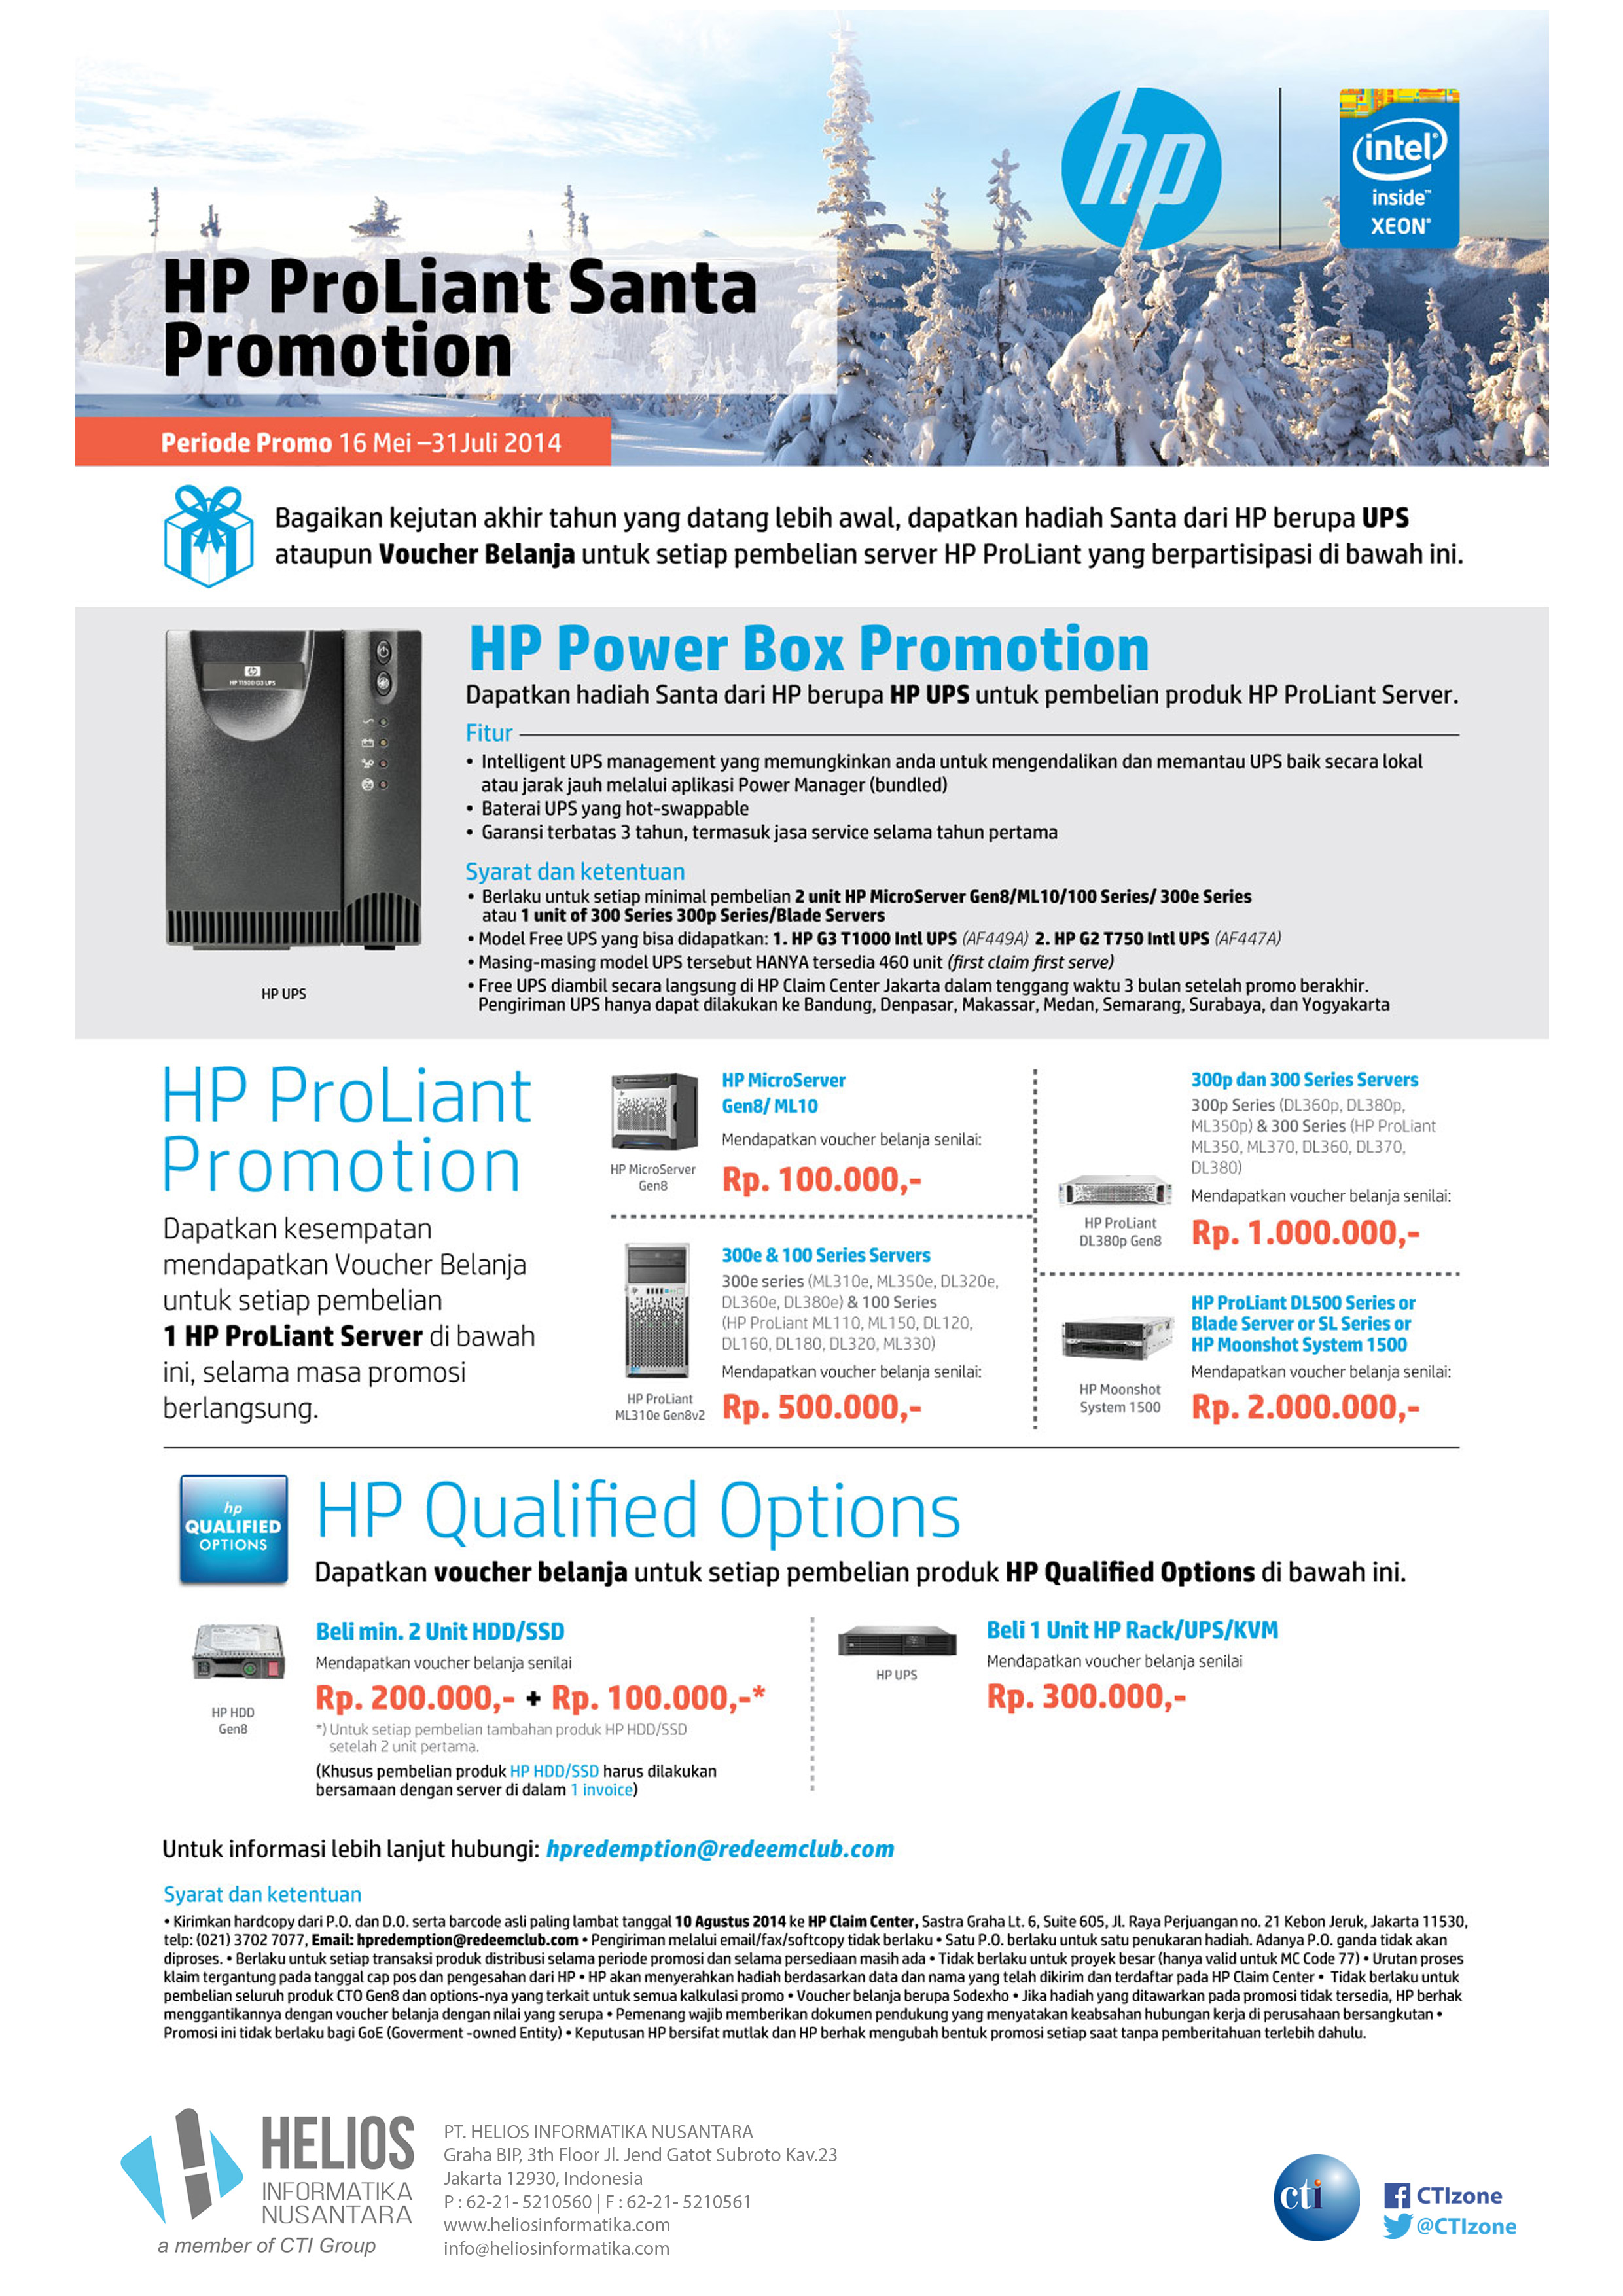 hp
intel
inside™
XEON®
HP ProLiant Santa
Promotion
Periode Promo 16 Mei –31 Juli 2014
Bagaikan kejutan akhir tahun yang datang lebih awal, dapatkan hadiah Santa dari HP berupa UPS
ataupun Voucher Belanja untuk setiap pembelian server HP ProLiant yang berpartisipasi di bawah ini.
HP T1500 G3 UPS
HP UPS
HP Power Box Promotion
Dapatkan hadiah Santa dari HP berupa HP UPS untuk pembelian produk HP ProLiant Server.
Fitur
• Intelligent UPS management yang memungkinkan anda untuk mengendalikan dan memantau UPS baik secara lokal
atau jarak jauh melalui aplikasi Power Manager (bundled)
• Baterai UPS yang hot-swappable
• Garansi terbatas 3 tahun, termasuk jasa service selama tahun pertama
Syarat dan ketentuan
• Berlaku untuk setiap minimal pembelian 2 unit HP MicroServer Gen8/ML10/100 Series/ 300e Series
atau 1 unit of 300 Series 300p Series/Blade Servers
• Model Free UPS yang bisa didapatkan: 1. HP G3 T1000 Intl UPS (AF449A) 2. HP G2 T750 Intl UPS (AF447A)
• Masing-masing model UPS tersebut HANYA tersedia 460 unit (first claim first serve)
• Free UPS diambil secara langsung di HP Claim Center Jakarta dalam tenggang waktu 3 bulan setelah promo berakhir.
Pengiriman UPS hanya dapat dilakukan ke Bandung, Denpasar, Makassar, Medan, Semarang, Surabaya, dan Yogyakarta
HP ProLiant
Promotion
Dapatkan kesempatan
mendapatkan Voucher Belanja
untuk setiap pembelian
1 HP ProLiant Server di bawah
ini, selama masa promosi
berlangsung.
HP MicroServer
Gen8
HP MicroServer
Gen8/ ML10
Mendapatkan voucher belanja senilai:
Rp. 100.000,-
HP ProLiant
ML310e Gen8v2
300e & 100 Series Servers
300e series (ML310e, ML350e, DL320e,
DL360e, DL380e) & 100 Series
(HP ProLiant ML110, ML150, DL120,
DL160, DL180, DL320, ML330)
Mendapatkan voucher belanja senilai:
Rp. 500.000,-
HP ProLiant
DL380p Gen8
300p dan 300 Series Servers
300p Series (DL360p, DL380p,
ML350p) & 300 Series (HP ProLiant
ML350, ML370, DL360, DL370,
DL380)
Mendapatkan voucher belanja senilai:
Rp. 1.000.000,-
HP Moonshot
System 1500
HP ProLiant DL500 Series or
Blade Server or SL Series or
HP Moonshot System 1500
Mendapatkan voucher belanja senilai:
Rp. 2.000.000,-
hp
QUALIFIED
OPTIONS
HP Qualified Options
Dapatkan voucher belanja untuk setiap pembelian produk HP Qualified Options di bawah ini.
HP HDD
Gen8
Beli min. 2 Unit HDD/SSD
Mendapatkan voucher belanja senilai
Rp. 200.000,- + Rp. 100.000,-*
*) Untuk setiap pembelian tambahan produk HP HDD/SSD
setelah 2 unit pertama.
(Khusus pembelian produk HP HDD/SSD harus dilakukan
bersamaan dengan server di dalam 1 invoice)
HP UPS
Beli 1 Unit HP Rack/UPS/KVM
Mendapatkan voucher belanja senilai
Rp. 300.000,-
Untuk informasi lebih lanjut hubungi: hpredemption@redeemclub.com
Syarat dan ketentuan
• Kirimkan hardcopy dari P.O. dan D.O. serta barcode asli paling lambat tanggal 10 Agustus 2014 ke HP Claim Center, Sastra Graha Lt. 6, Suite 605, Jl. Raya Perjuangan no. 21 Kebon Jeruk, Jakarta 11530,
telp: (021) 3702 7077, Email: hpredemption@redeemclub.com • Pengiriman melalui email/fax/softcopy tidak berlaku • Satu P.O. berlaku untuk satu penukaran hadiah. Adanya P.O. ganda tidak akan
diproses. • Berlaku untuk setiap transaksi produk distribusi selama periode promosi dan selama persediaan masih ada • Tidak berlaku untuk proyek besar (hanya valid untuk MC Code 77) • Urutan proses
klaim tergantung pada tanggal cap pos dan pengesahan dari HP • HP akan menyerahkan hadiah berdasarkan data dan nama yang telah dikirim dan terdaftar pada HP Claim Center • Tidak berlaku untuk
pembelian seluruh produk CTO Gen8 dan options-nya yang terkait untuk semua kalkulasi promo • Voucher belanja berupa Sodexho • Jika hadiah yang ditawarkan pada promosi tidak tersedia, HP berhak
menggantikannya dengan voucher belanja dengan nilai yang serupa • Pemenang wajib memberikan dokumen pendukung yang menyatakan keabsahan hubungan kerja di perusahaan bersangkutan •
Promosi ini tidak berlaku bagi GoE (Goverment -owned Entity) • Keputusan HP bersifat mutlak dan HP berhak mengubah bentuk promosi setiap saat tanpa pemberitahuan terlebih dahulu.
HELIOS
INFORMATIKA
NUSANTARA
a member of CTI Group
PT. HELIOS INFORMATIKA NUSANTARA
Graha BIP, 3th Floor Jl. Jend Gatot Subroto Kav.23
Jakarta 12930, Indonesia
P : 62-21- 5210560 | F : 62-21- 5210561
www.heliosinformatika.com
info@heliosinformatika.com
cti
CTIzone
@CTIzone